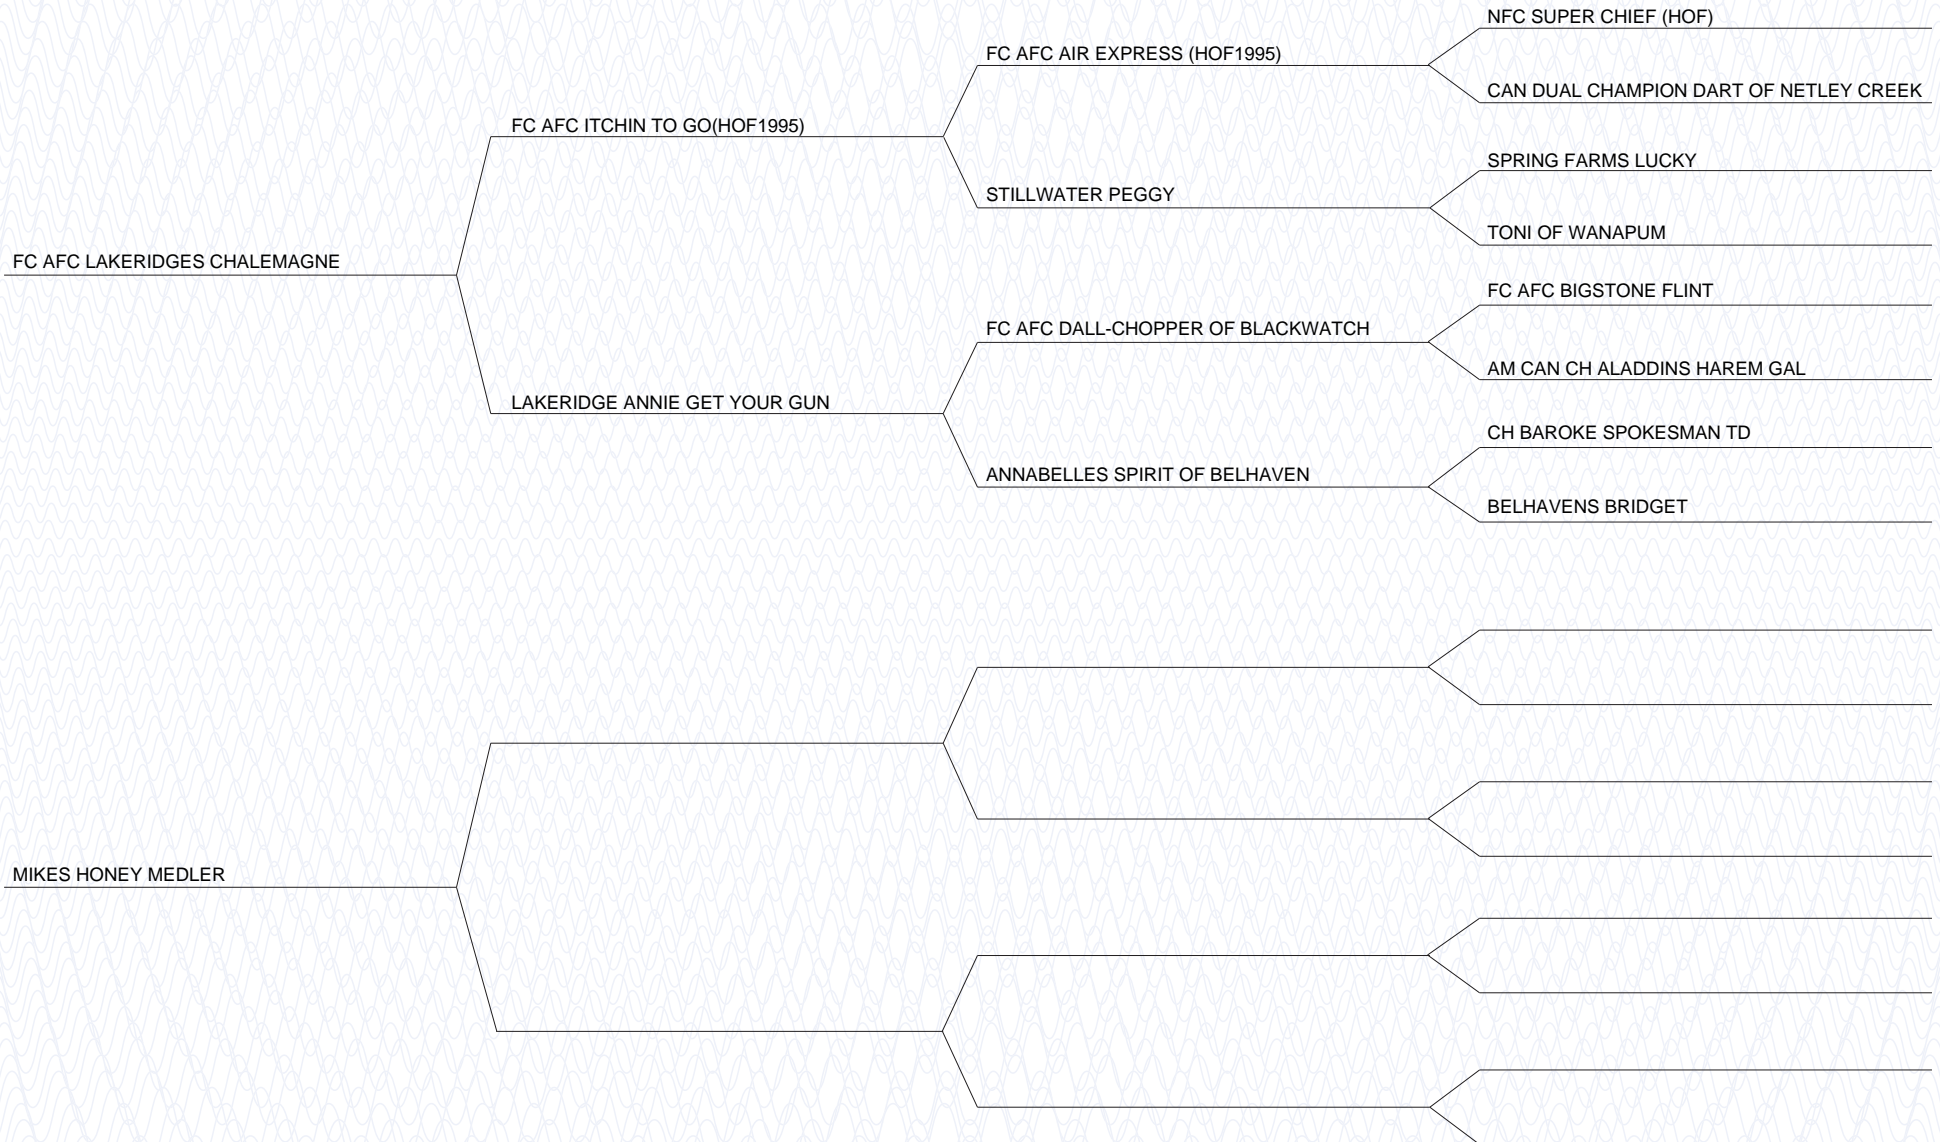 NFC SUPER CHIEF (HOF)
FC AFC AIR EXPRESS (HOF1995)
CAN DUAL CHAMPION DART OF NETLEY CREEK
FC AFC ITCHIN TO GO(HOF1995)
SPRING FARMS LUCKY
STILLWATER PEGGY
TONI OF WANAPUM
FC AFC LAKERIDGES CHALEMAGNE
FC AFC BIGSTONE FLINT
FC AFC DALL-CHOPPER OF BLACKWATCH
AM CAN CH ALADDINS HAREM GAL
LAKERIDGE ANNIE GET YOUR GUN
CH BAROKE SPOKESMAN TD
ANNABELLES SPIRIT OF BELHAVEN
BELHAVENS BRIDGET
MIKES HONEY MEDLER